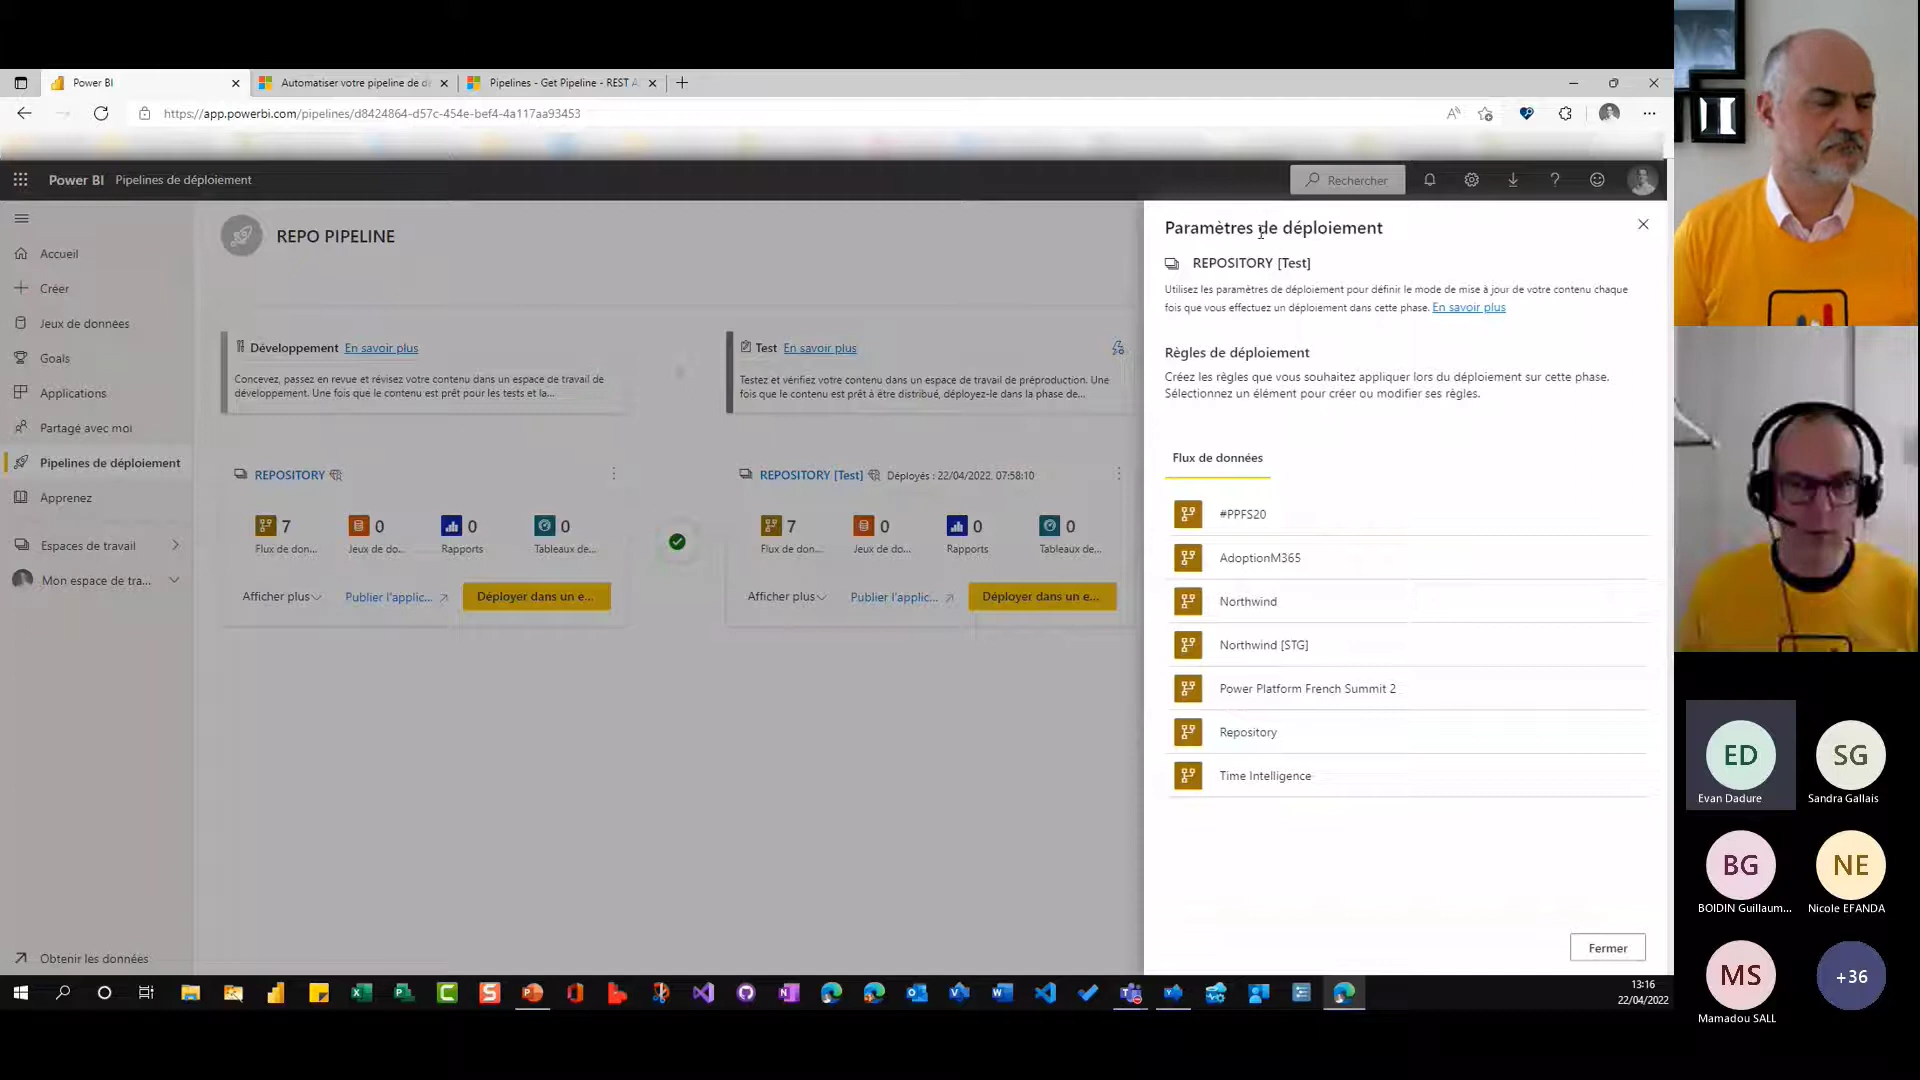 Power BI
Automatiser votre pipeline de d
Pipelines - Get Pipeline - REST A
https://app.powerbi.com/pipelines/d8424864-d57c-454e-bef4-4a117aa93453
Power BI Pipelines de déploiement
Rechercher
Accueil
Créer
Jeux de données
Goals
Applications
Partagé avec moi
Pipelines de déploiement
Apprenez
Espaces de travail
Mon espace de tra...
Obtenir les données
REPO PIPELINE
Développement En savoir plus
Concevez, passez en revue et révisez votre contenu dans un espace de travail de
développement. Une fois que le contenu est prêt pour les tests et la...
REPOSITORY
7 0 0 0
Flux de don... Jeux de do... Rapports Tableaux de...
Afficher plus Publier l'applic... Déployer dans un e...
Test En savoir plus
Testez et vérifiez votre contenu dans un espace de travail de préproduction. Une
fois que le contenu est prêt à être distribué, déployez-le dans la phase de...
REPOSITORY [Test] Déployés : 22/04/2022, 07:58:10
7 0 0 0
Flux de don... Jeux de do... Rapports Tableaux de...
Afficher plus Publier l'applic... Déployer dans un e...
Paramètres de déploiement
REPOSITORY [Test]
Utilisez les paramètres de déploiement pour définir le mode de mise à jour de votre contenu chaque
fois que vous effectuez un déploiement dans cette phase. En savoir plus
Règles de déploiement
Créez les règles que vous souhaitez appliquer lors du déploiement sur cette phase.
Sélectionnez un élément pour créer ou modifier ses règles.
Flux de données
#PPFS20
AdoptionM365
Northwind
Northwind [STG]
Power Platform French Summit 2
Repository
Time Intelligence
Fermer
13:16
22/04/2022
ED
Evan Dadure
SG
Sandra Gallais
BG
BOIDIN Guillaum...
NE
Nicole EFANDA
MS
Mamadou SALL
+36